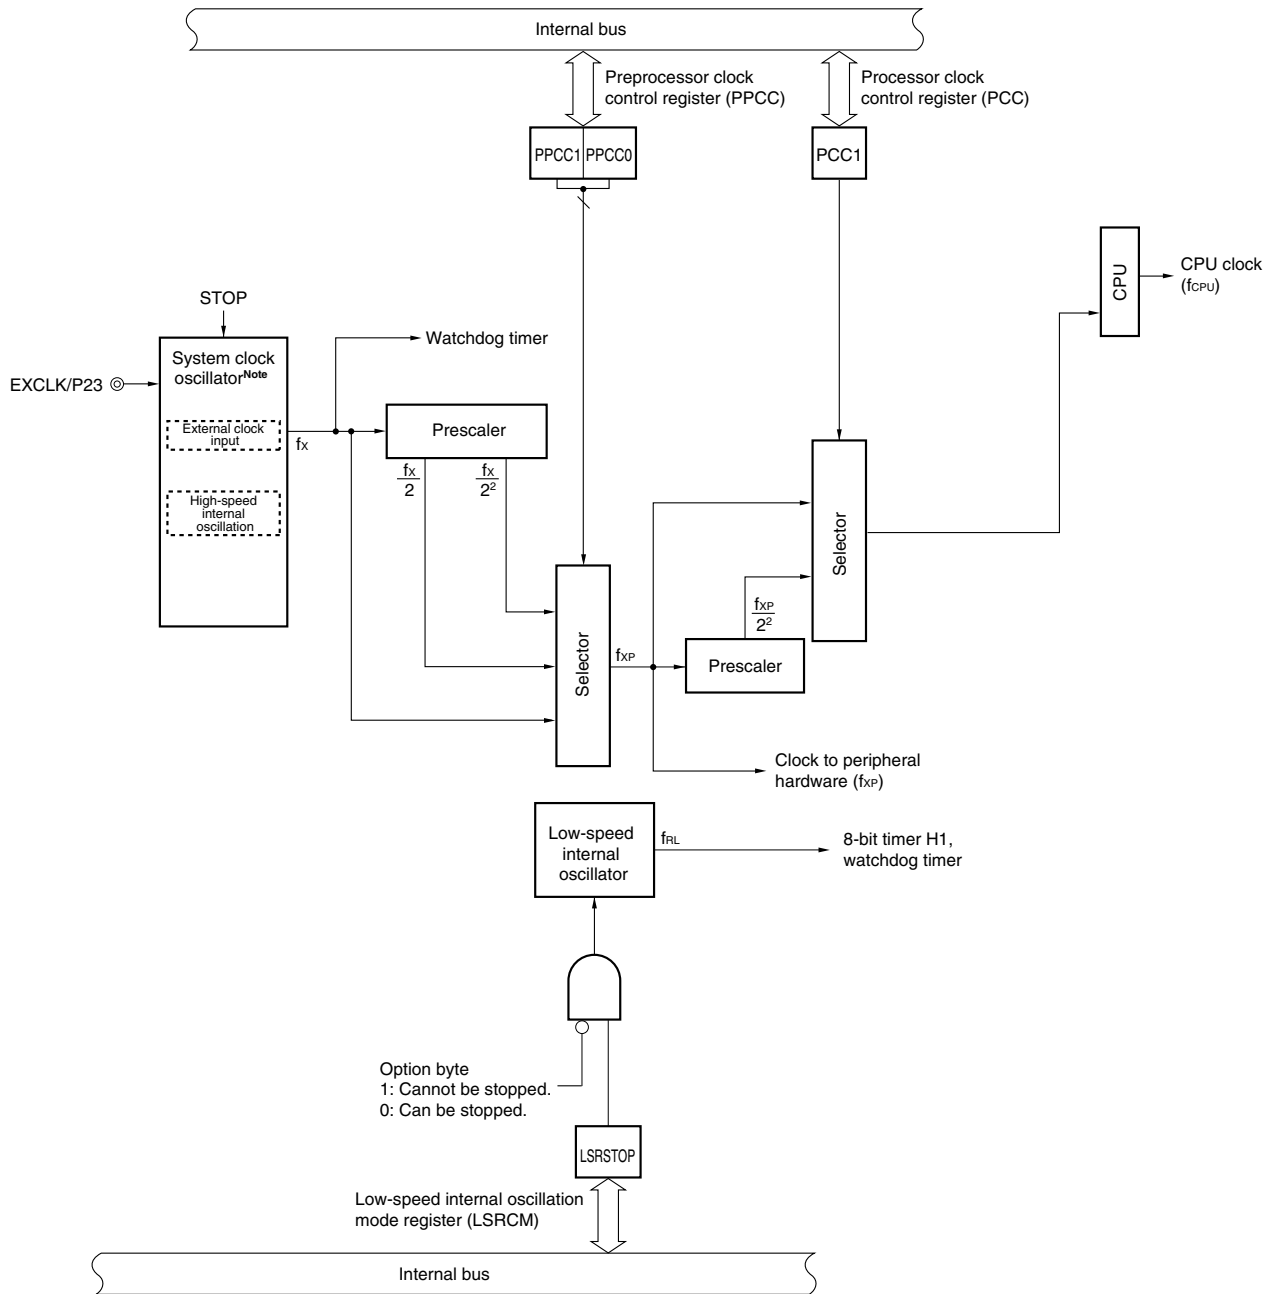 Internal bus
Preprocessor clock
control register (PPCC)
Processor clock
control register (PCC)
PPCC1 PPCC0
PCC1
CPU
CPU clock
(fCPU)
STOP
Watchdog timer
System clock
oscillatorNote
EXCLK/P23
External clock
input
fX
Prescaler
fX
2
fX
2²
High-speed
internal
oscillation
Selector
fXP
2²
Selector
fXP
Prescaler
Clock to peripheral
hardware (fXP)
Low-speed
internal
oscillator
fRL
8-bit timer H1,
watchdog timer
Option byte
1: Cannot be stopped.
0: Can be stopped.
LSRSTOP
Low-speed internal oscillation
mode register (LSRCM)
Internal bus